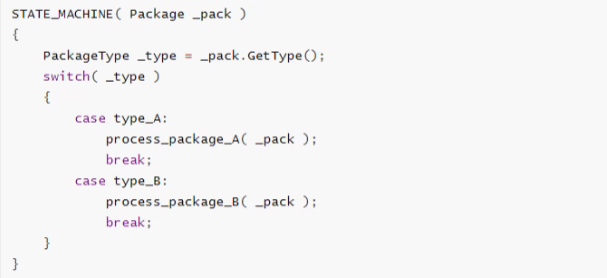 STATE_MACHINE( Package _pack )
{
    PackageType _type = _pack.GetType();
    switch( _type )
    {
        case type_A:
            process_package_A( _pack );
            break;
        case type_B:
            process_package_B( _pack );
            break;
    }
}